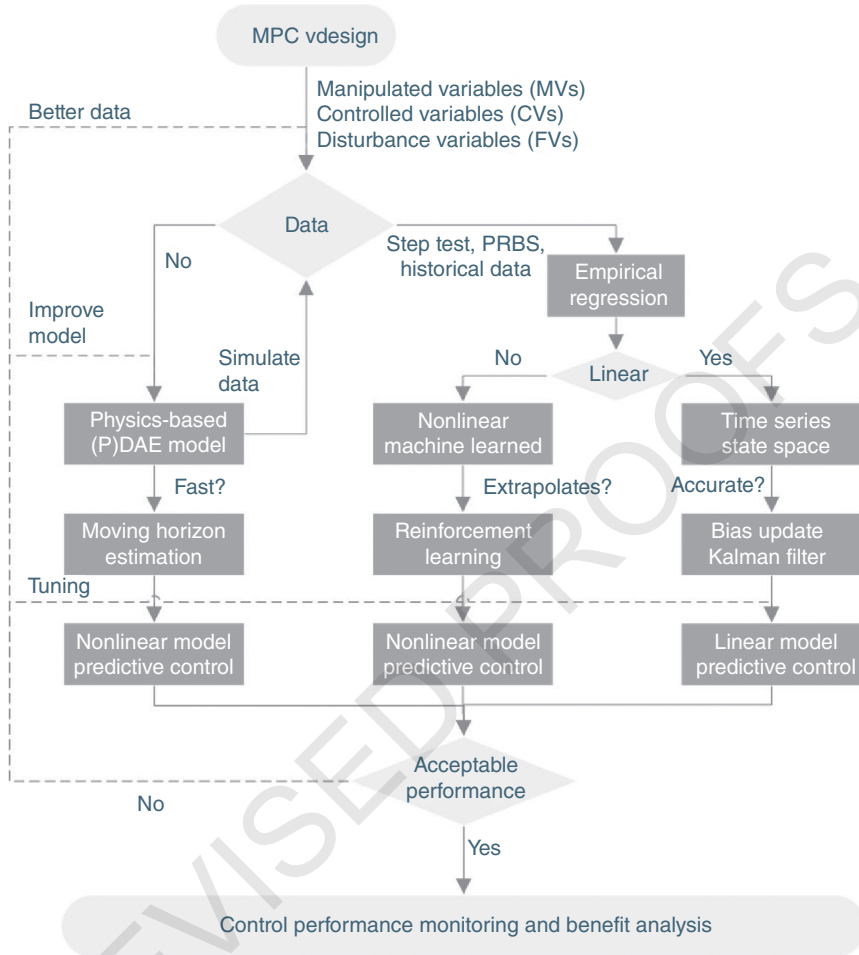 MPC vdesign
Manipulated variables (MVs)
Controlled variables (CVs)
Disturbance variables (FVs)
Better data
Data
No
Step test, PRBS,
historical data
Empirical
regression
Improve
model
Simulate
data
No
Linear
Yes
Physics-based
(P)DAE model
Nonlinear
machine learned
Time series
state space
Fast?
Extrapolates?
Accurate?
Moving horizon
estimation
Reinforcement
learning
Bias update
Kalman filter
Tuning
Nonlinear model
predictive control
Nonlinear model
predictive control
Linear model
predictive control
Acceptable
performance
No
Yes
Control performance monitoring and benefit analysis
EVISED PROOFS